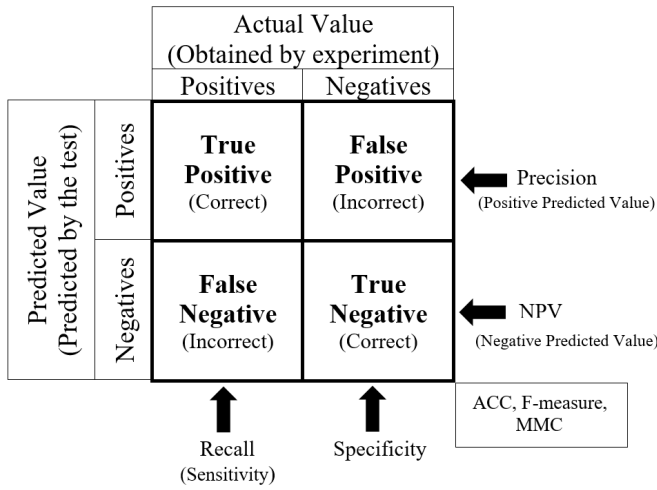 Actual Value
(Obtained by experiment)
Positives
Negatives
Predicted Value
(Predicted by the test)
Positives
True
Positive
(Correct)
False
Positive
(Incorrect)
Precision
(Positive Predicted Value)
Negatives
False
Negative
(Incorrect)
True
Negative
(Correct)
NPV
(Negative Predicted Value)
Recall
(Sensitivity)
Specificity
ACC, F-measure,
MMC